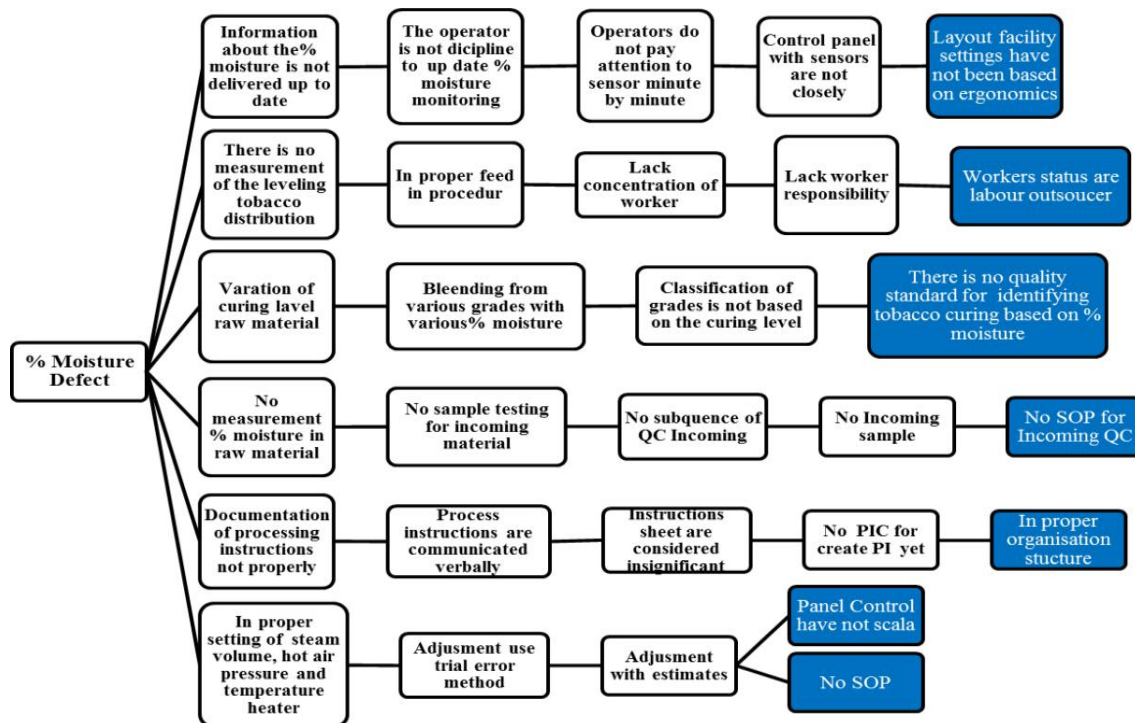 Information
about the%
moisture is not
delivered up to
date
The operator
is not dicipline
to up date %
moisture
monitoring
Operators do
not pay
attention to
sensor minute
by minute
Control panel
with sensors
are not
closely
Layout facility
settings have
not been based
on ergonomics
There is no
measurement
of the leveling
tobacco
distribution
In proper feed
in procedur
Lack
concentration of
worker
Lack worker
responsibility
Workers status are
labour outsoucer
Varation of
curing lavel raw
material
Bleending from
various grades with
various% moisture
Classification of
grades is not based
on the curing level
There is no quality
standard for identifying
tobacco curing based on %
moisture
% Moisture
Defect
No
measurement
% moisture in
raw material
No sample testing
for incoming
material
No subquence of
QC Incoming
No Incoming
sample
No SOP for
Incoming QC
Documentation
of processing
instructions
not properly
Process
instructions are
communicated
verbally
Instructions
sheet are
considered
insignificant
No PIC for
create PI yet
In proper
organisation
stucture
In proper
setting of steam
volume, hot air
pressure and
temperature
heater
Adjusment use
trial error
method
Adjusment
with estimates
Panel Control
have not scala
No SOP